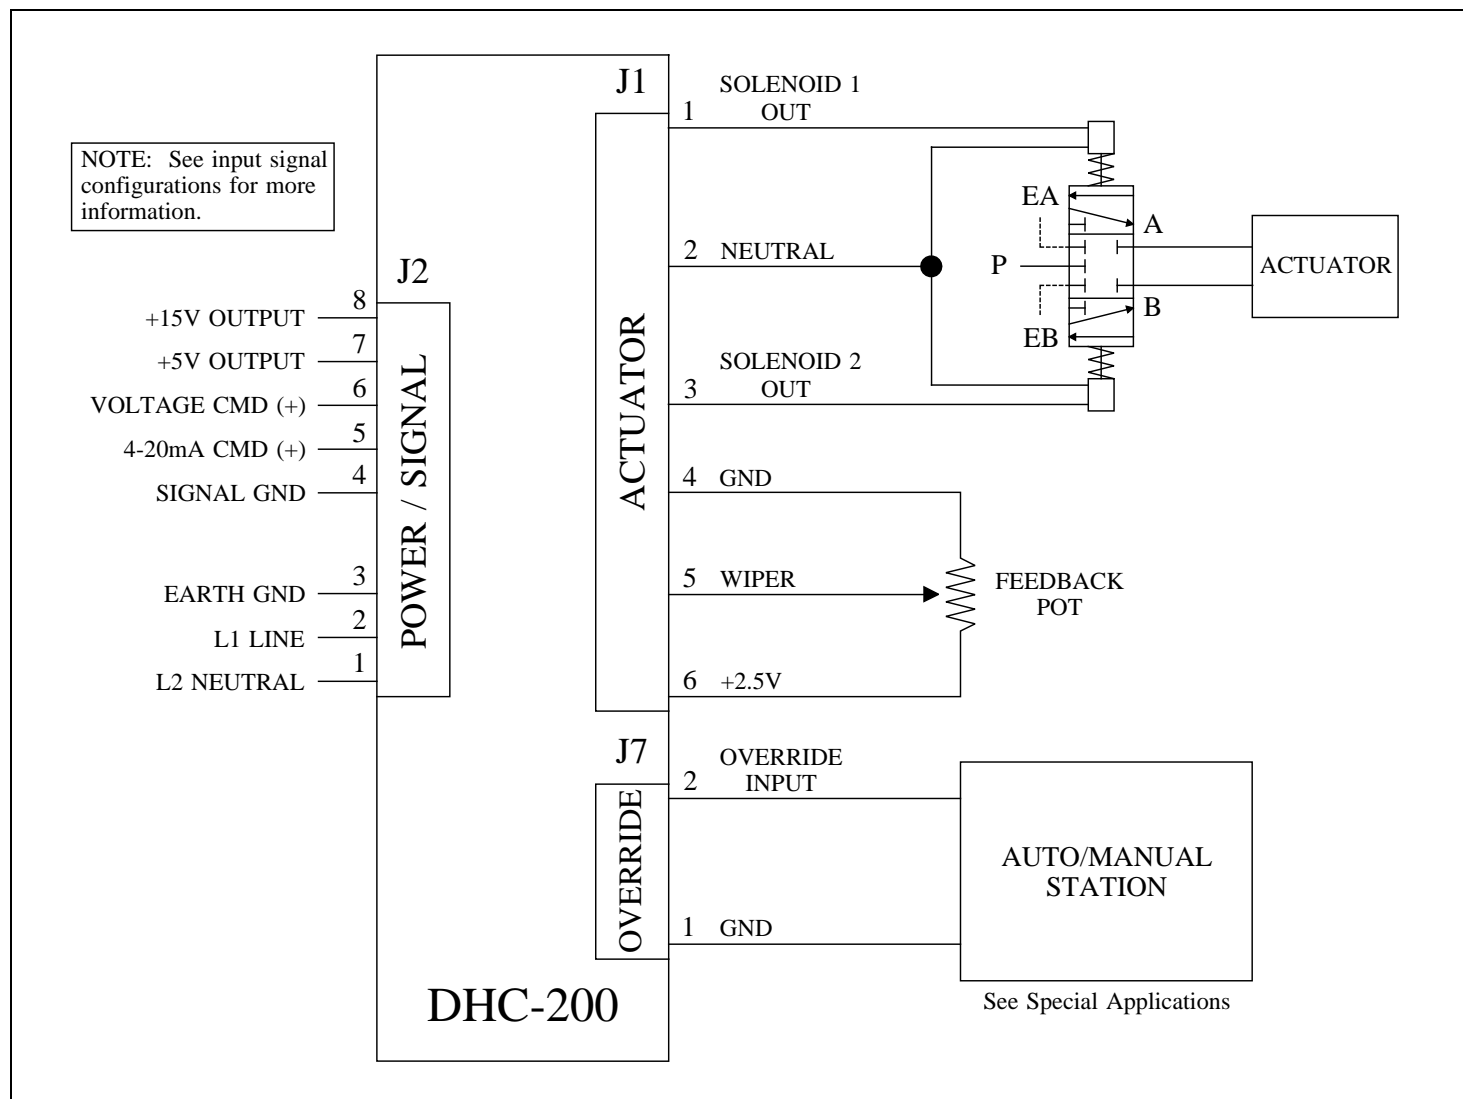 NOTE: See input signal
configurations for more
information.
J2
8
+15V OUTPUT
7
+5V OUTPUT
6
VOLTAGE CMD (+)
5
4-20mA CMD (+)
4
SIGNAL GND
3
EARTH GND
2
L1 LINE
1
L2 NEUTRAL
POWER / SIGNAL
J1
ACTUATOR
1
SOLENOID 1
OUT
2
NEUTRAL
3
SOLENOID 2
OUT
4
GND
5
WIPER
6
+2.5V
EA
A
P
B
EB
ACTUATOR
FEEDBACK
POT
J7
OVERRIDE
2
OVERRIDE
INPUT
1
GND
AUTO/MANUAL
STATION
See Special Applications
DHC-200